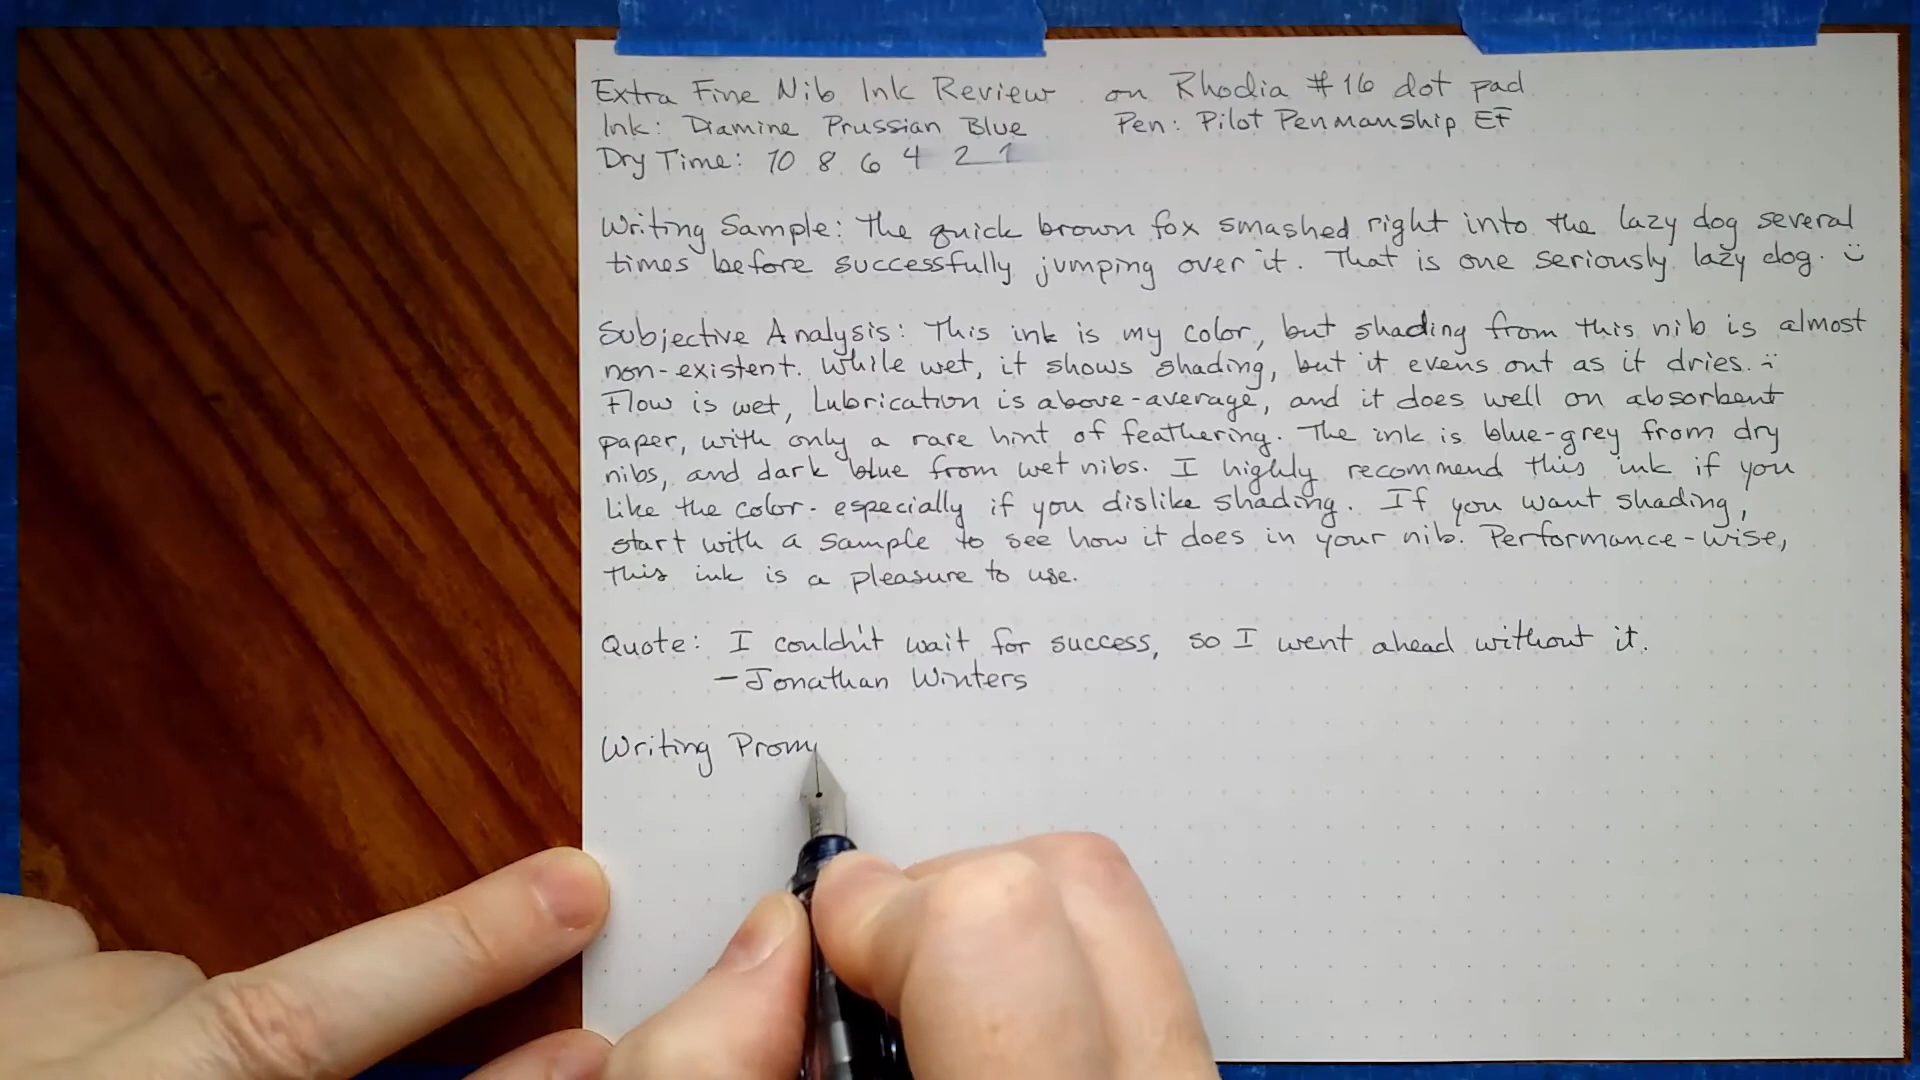 Extra Fine Nib Ink Review on Rhodia #16 dot pad
Ink: Diamine Prussian Blue Pen: Pilot Penmanship EF
Dry Time: 10 8 6 4 2 1
Writing Sample: The quick brown fox smashed right into the lazy dog several
times before successfully jumping over it. That is one seriously lazy dog. :)
Subjective Analysis: This ink is my color, but shading from this nib is almost
non-existent. While wet, it shows shading, but it evens out as it dries. :(
Flow is wet, Lubrication is above-average, and it does well on absorbent
paper, with only a rare hint of feathering. The ink is blue-grey from dry
nibs, and dark blue from wet nibs. I highly recommend this ink if you
like the color - especially if you dislike shading. If you want shading,
start with a sample to see how it does in your nib. Performance-wise,
this ink is a pleasure to use.
Quote: I couldn't wait for success, so I went ahead without it.
- Jonathan Winters
Writing Prom